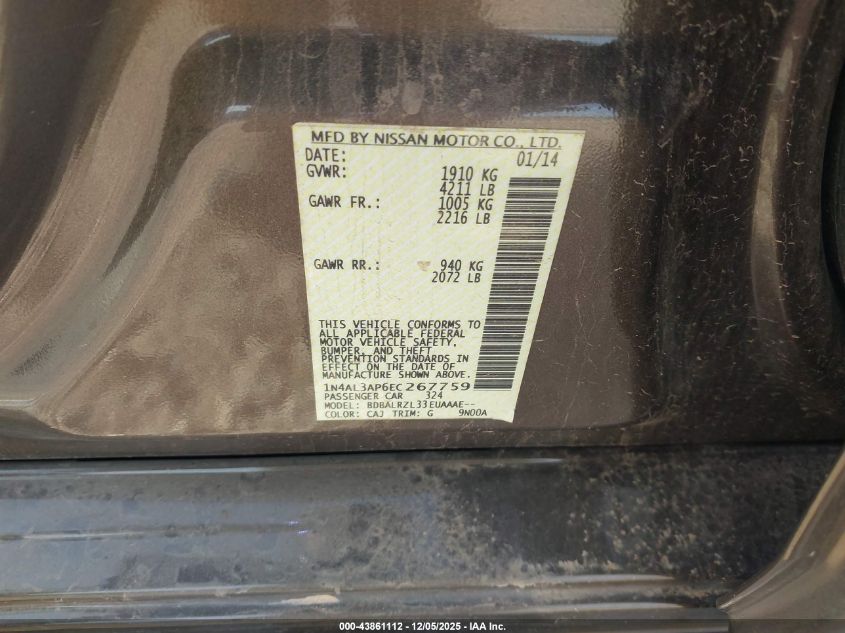 MFD BY NISSAN MOTOR CO., LTD.
DATE: 01/14
GVWR: 1910 KG
4211 LB
GAWR FR.: 1005 KG
2216 LB
GAWR RR.: 940 KG
2072 LB
THIS VEHICLE CONFORMS TO
ALL APPLICABLE FEDERAL
MOTOR VEHICLE SAFETY,
BUMPER, AND THEFT
PREVENTION STANDARDS IN
EFFECT ON THE DATE OF
MANUFACTURE SHOWN ABOVE.
1N4AL3AP6EC267759
PASSENGER CAR 324
MODEL: BDBALRZL33EUAAAE--
COLOR: CAJ TRIM: G 9N00A
000-43861112 - 12/05/2025 - IAA Inc.